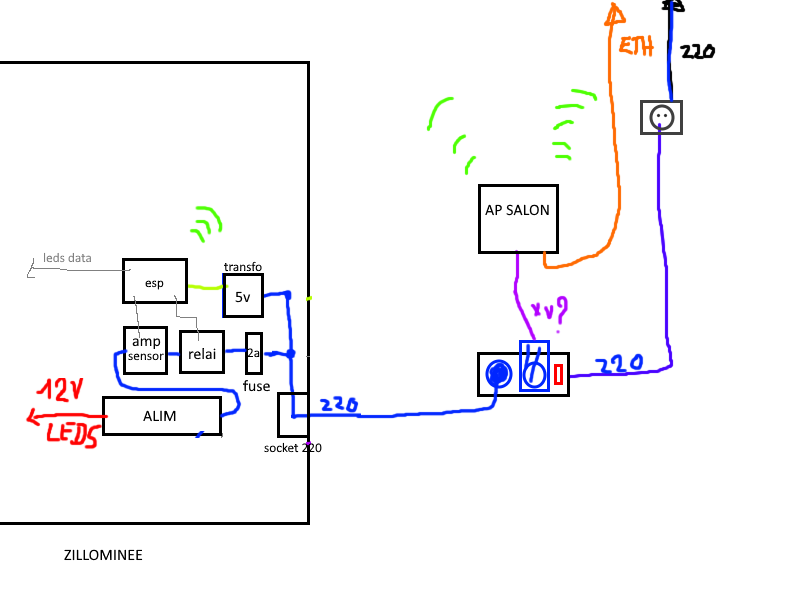 ETH
220
AP SALON
leds data
transfo
esp
5v
xv?
amp
sensor
relai
2a
220
fuse
12V
LEDS
ALIM
220
socket 220
ZILLOMINEE